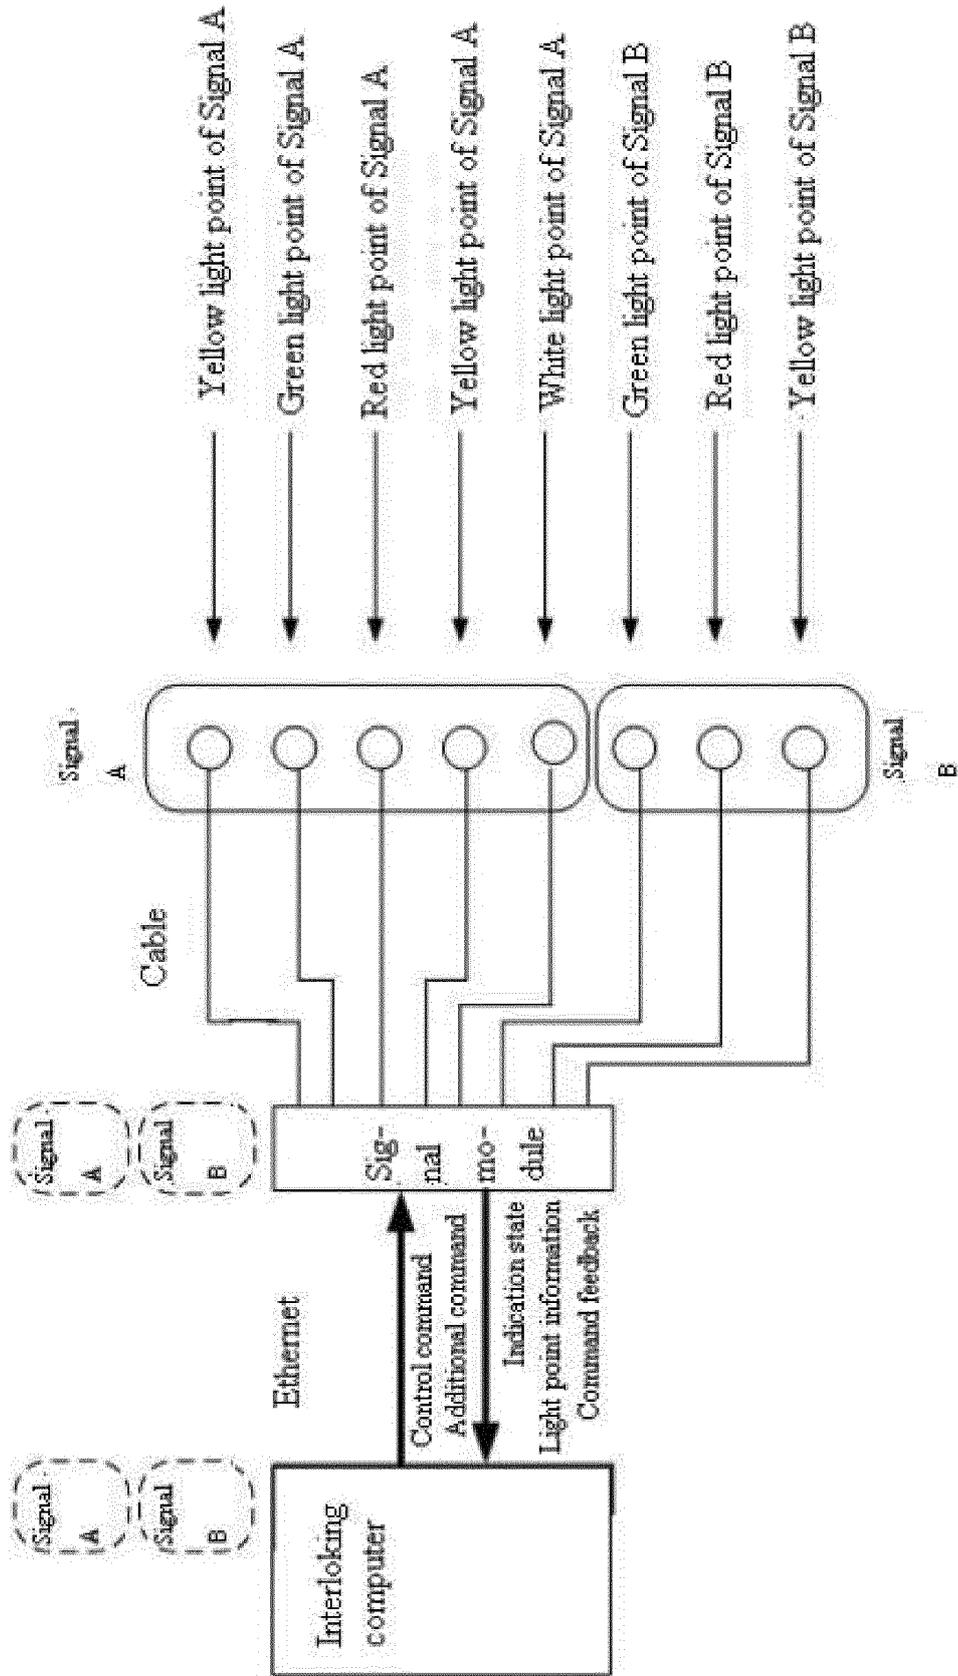 Signal
A
Signal
B
Interloking
computer
Ethernet
Control command
Additional command
Indication state
Light point information
Command feedback
Signal
A
Signal
B
Sig-
nal
mo-
dule
Cable
Signal
A
Signal
B
Yellow light point of Signal A
Green light point of Signal A
Red light point of Signal A
Yellow light point of Signal A
White light point of Signal A
Green light point of Signal B
Red light point of Signal B
Yellow light point of Signal B